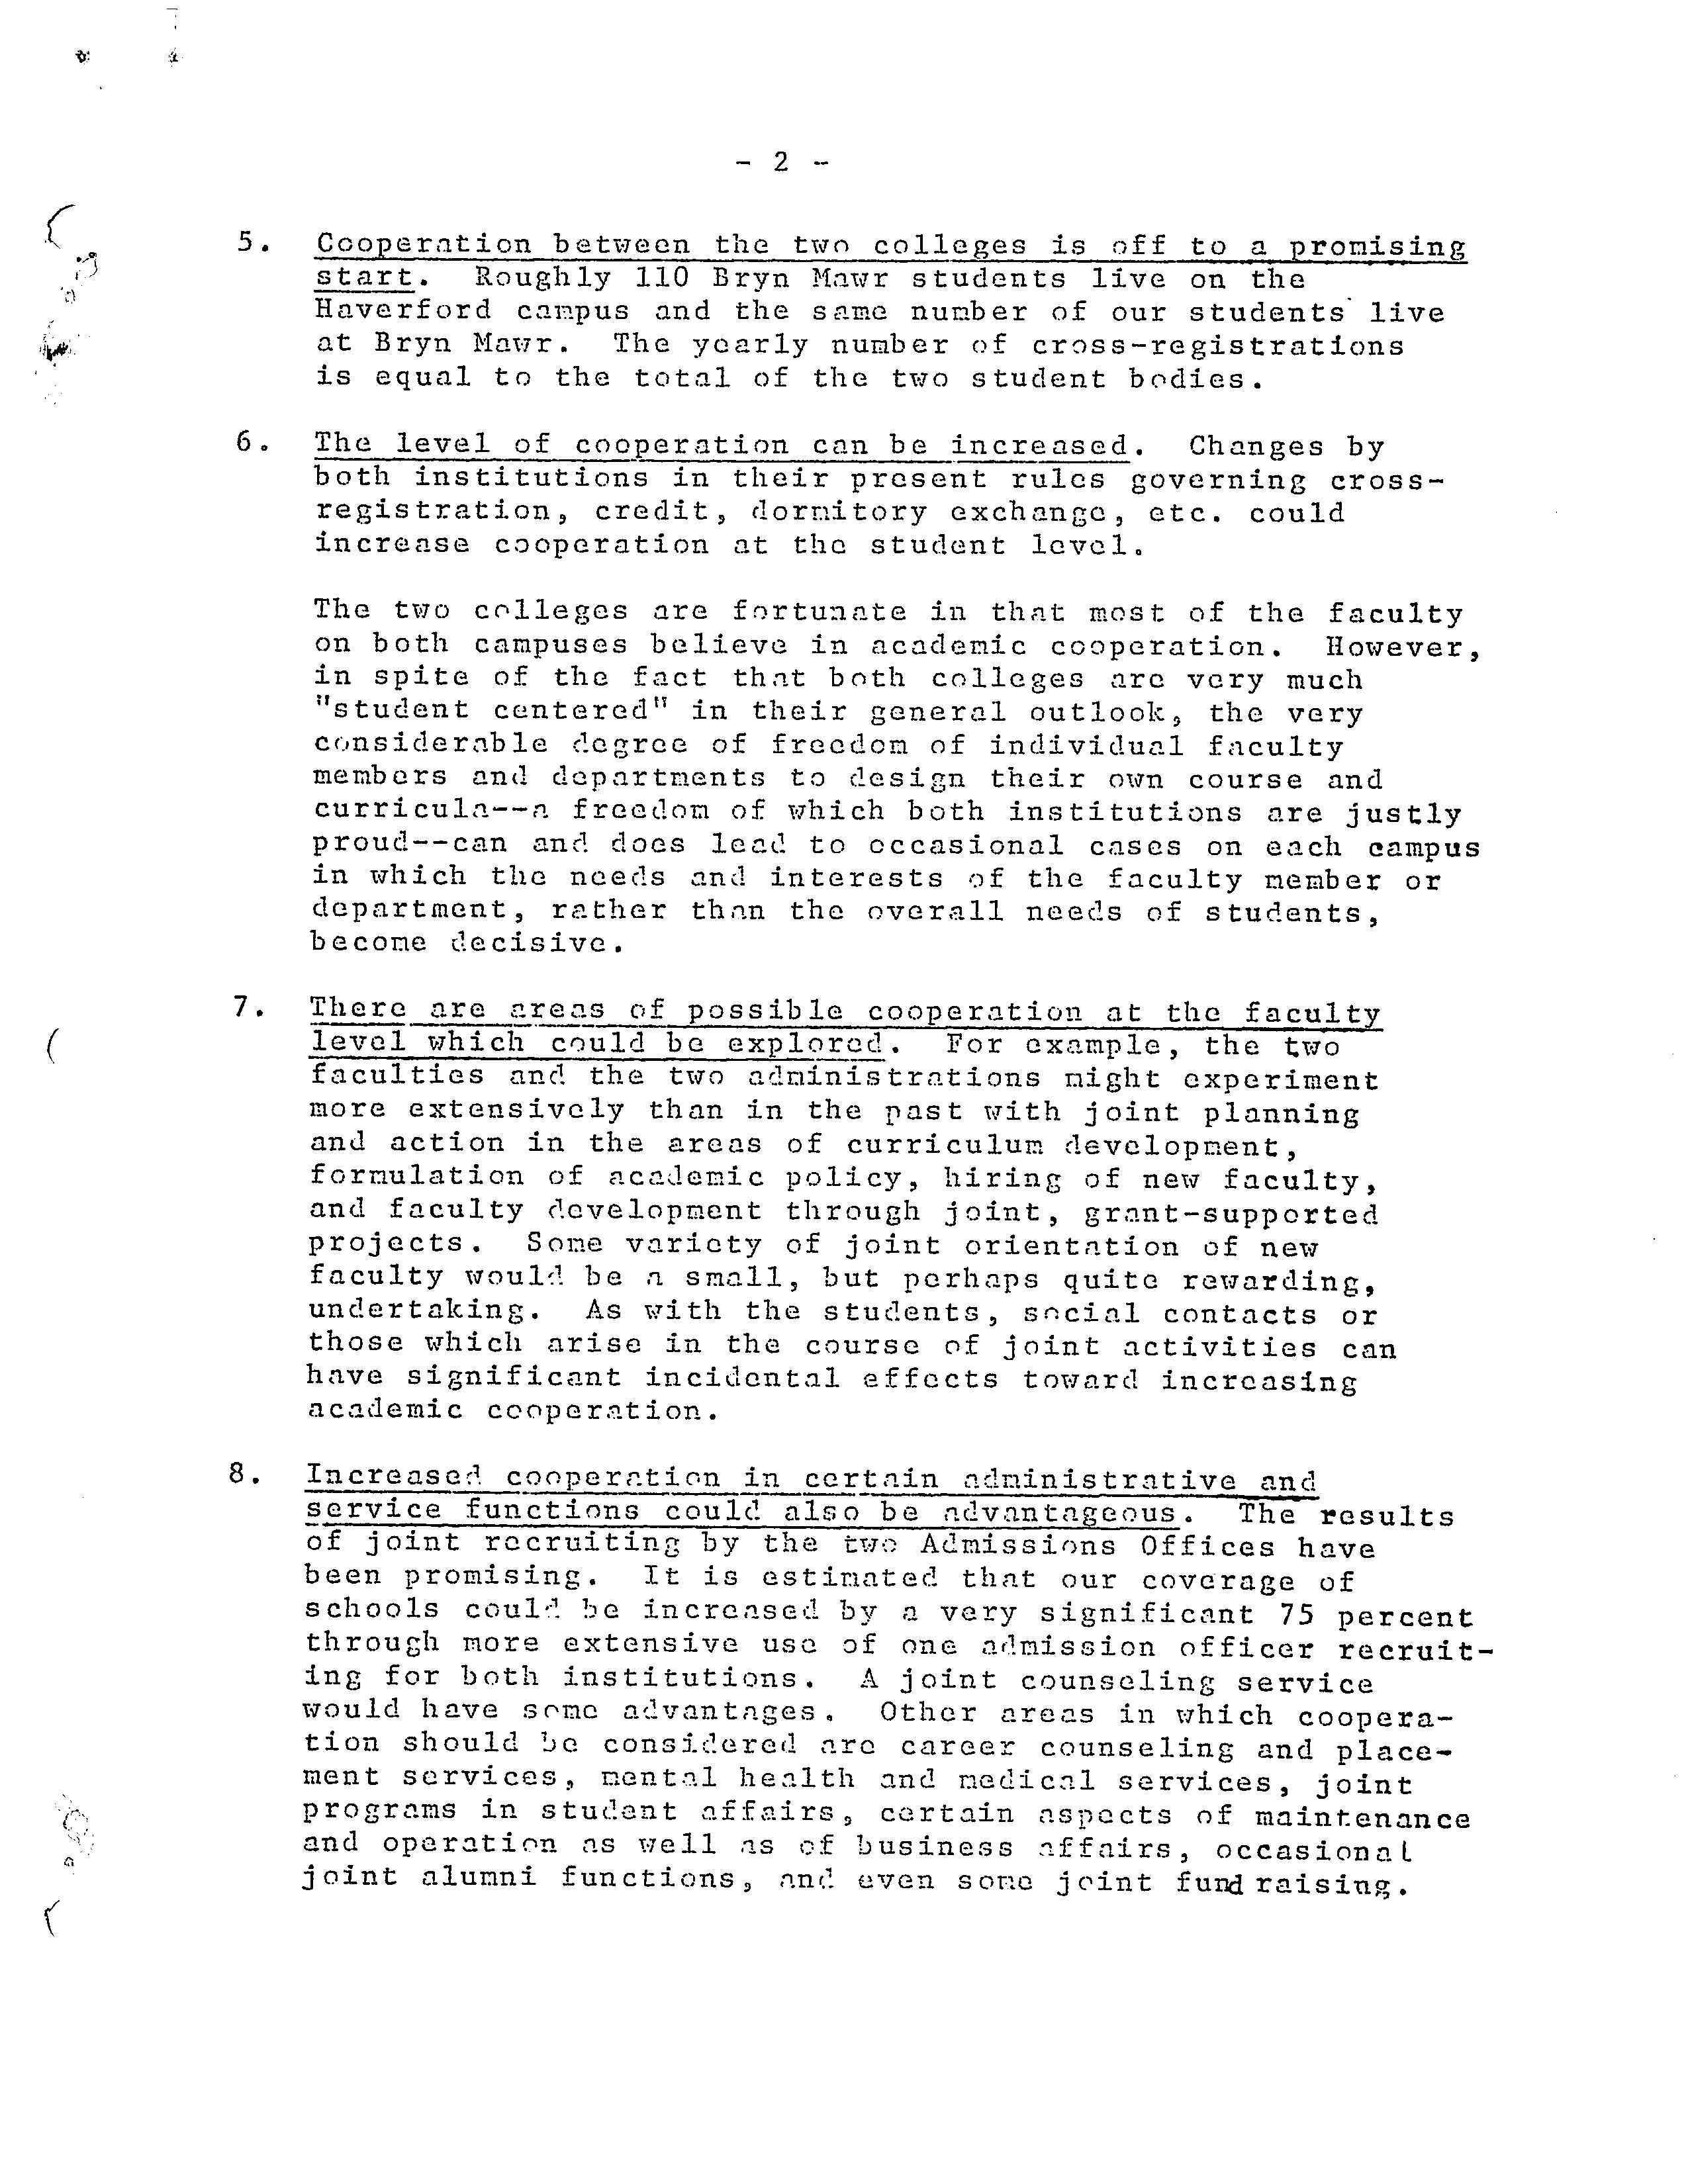 - 2 -
5. Cooperation between the two colleges is off to a promising
start. Roughly 110 Bryn Mawr students live on the
Haverford campus and the same number of our students live
at Bryn Mawr. The yearly number of cross-registrations
is equal to the total of the two student bodies.
6. The level of cooperation can be increased. Changes by
both institutions in their present rules governing cross-
registration, credit, dormitory exchange, etc. could
increase cooperation at the student level.
The two colleges are fortunate in that most of the faculty
on both campuses believe in academic cooperation. However,
in spite of the fact that both colleges are very much
"student centered" in their general outlook, the very
considerable degree of freedom of individual faculty
members and departments to design their own course and
curricula--a freedom of which both institutions are justly
proud--can and does lead to occasional cases on each campus
in which the needs and interests of the faculty member or
department, rather than the overall needs of students,
become decisive.
7. There are areas of possible cooperation at the faculty
level which could be explored. For example, the two
faculties and the two administrations might experiment
more extensively than in the past with joint planning
and action in the areas of curriculum development,
formulation of academic policy, hiring of new faculty,
and faculty development through joint, grant-supported
projects. Some variety of joint orientation of new
faculty would be a small, but perhaps quite rewarding,
undertaking. As with the students, social contacts or
those which arise in the course of joint activities can
have significant incidental effects toward increasing
academic cooperation.
8. Increased cooperation in certain administrative and
service functions could also be advantageous. The results
of joint recruiting by the two Admissions Offices have
been promising. It is estimated that our coverage of
schools could be increased by a very significant 75 percent
through more extensive use of one admission officer recruit-
ing for both institutions. A joint counseling service
would have some advantages. Other areas in which coopera-
tion should be considered are career counseling and place-
ment services, mental health and medical services, joint
programs in student affairs, certain aspects of maintenance
and operation as well as of business affairs, occasional
joint alumni functions, and even some joint fund raising.